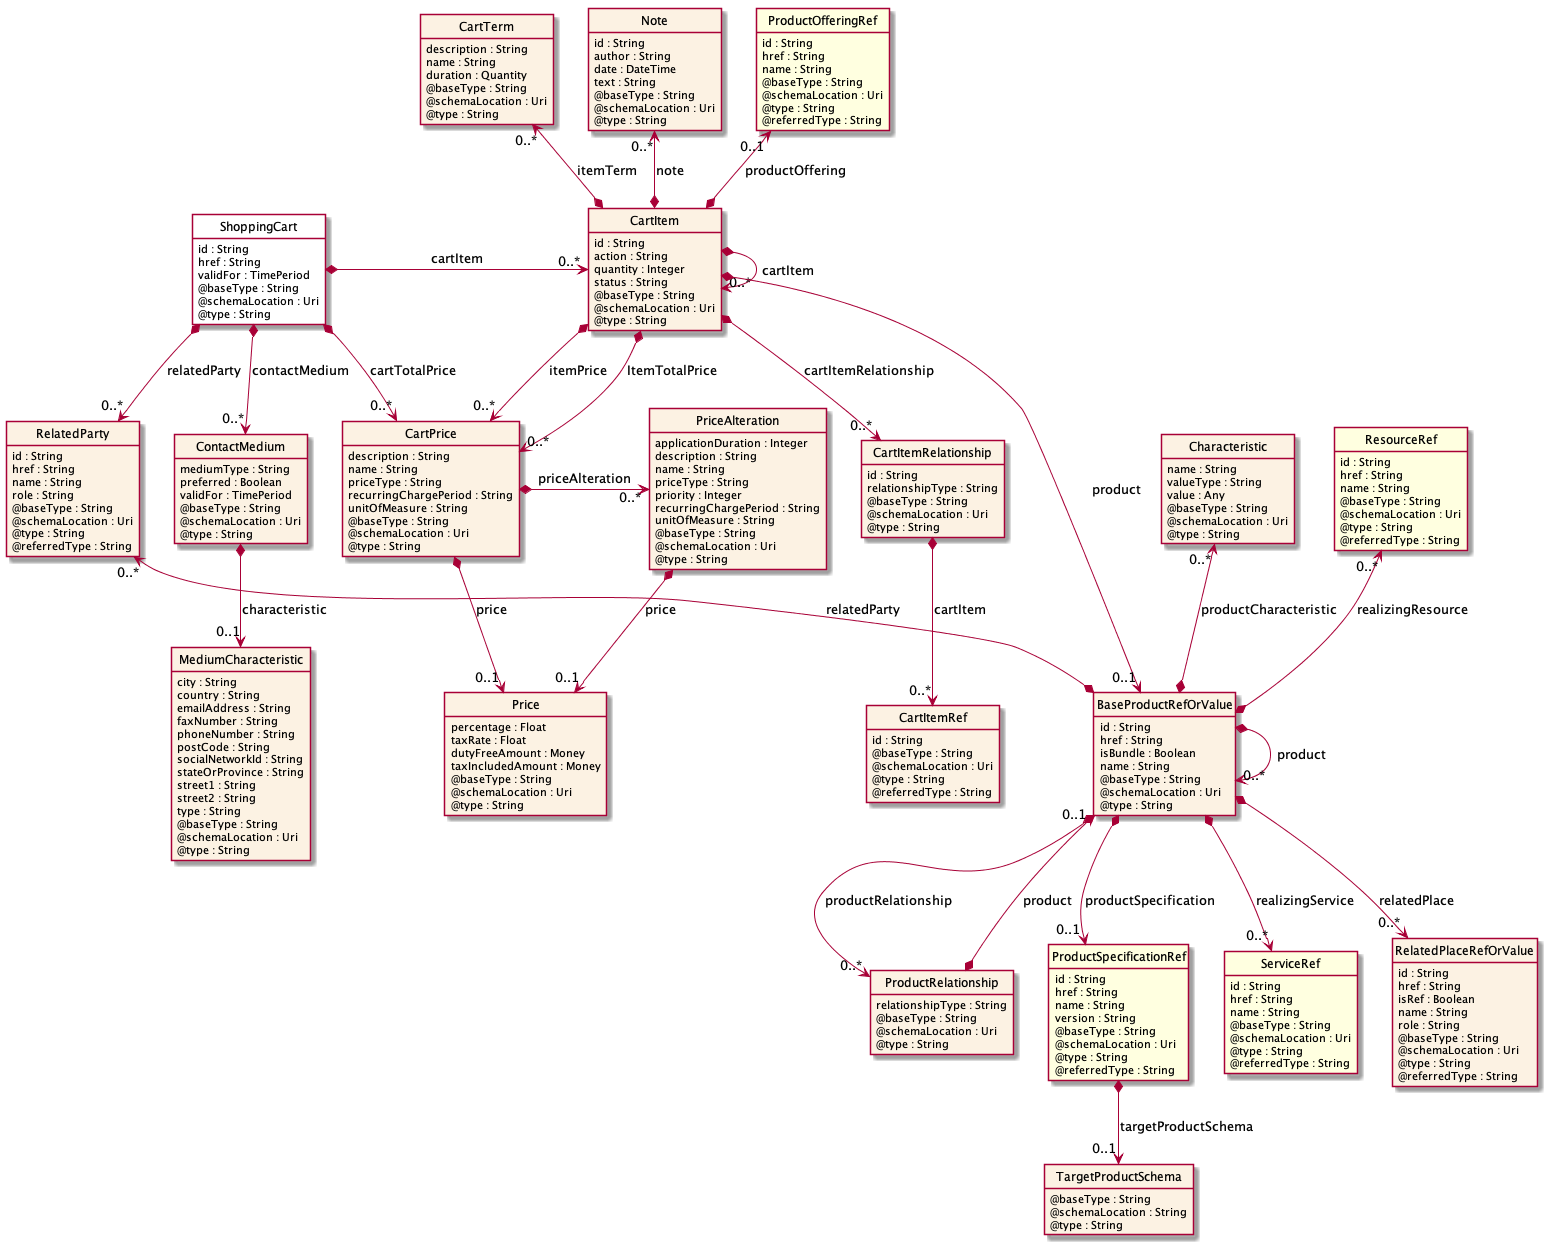 CartTerm
description : String
name : String
duration : Quantity
@baseType : String
@schemaLocation : Uri
@type : String
Note
id : String
author : String
date : DateTime
text : String
@baseType : String
@schemaLocation : Uri
@type : String
ProductOfferingRef
id : String
href : String
name : String
@baseType : String
@schemaLocation : Uri
@type : String
@referredType : String
0..*
0..*
0..1
itemTerm
note
productOffering
ShoppingCart
id : String
href : String
validFor : TimePeriod
@baseType : String
@schemaLocation : Uri
@type : String
cartItem
0..*
CartItem
id : String
action : String
quantity : Integer
status : String
@baseType : String
@schemaLocation : Uri
@type : String
cartItem
0..*
relatedParty
contactMedium
cartTotalPrice
itemPrice
ItemTotalPrice
cartItemRelationship
0..*
0..*
0..*
0..*
0..*
0..*
RelatedParty
id : String
href : String
name : String
role : String
@baseType : String
@schemaLocation : Uri
@type : String
@referredType : String
ContactMedium
mediumType : String
preferred : Boolean
validFor : TimePeriod
@baseType : String
@schemaLocation : Uri
@type : String
CartPrice
description : String
name : String
priceType : String
recurringChargePeriod : String
unitOfMeasure : String
@baseType : String
@schemaLocation : Uri
@type : String
priceAlteration
0..*
PriceAlteration
applicationDuration : Integer
description : String
name : String
priceType : String
priority : Integer
recurringChargePeriod : String
unitOfMeasure : String
@baseType : String
@schemaLocation : Uri
@type : String
CartItemRelationship
id : String
relationshipType : String
@baseType : String
@schemaLocation : Uri
@type : String
product
Characteristic
name : String
valueType : String
value : Any
@baseType : String
@schemaLocation : Uri
@type : String
ResourceRef
id : String
href : String
name : String
@baseType : String
@schemaLocation : Uri
@type : String
@referredType : String
0..*
0..*
0..*
characteristic
price
price
relatedParty
cartItem
productCharacteristic
realizingResource
0..1
0..1
0..1
0..*
0..1
MediumCharacteristic
city : String
country : String
emailAddress : String
faxNumber : String
phoneNumber : String
postCode : String
socialNetworkId : String
stateOrProvince : String
street1 : String
street2 : String
type : String
@baseType : String
@schemaLocation : Uri
@type : String
Price
percentage : Float
taxRate : Float
dutyFreeAmount : Money
taxIncludedAmount : Money
@baseType : String
@schemaLocation : Uri
@type : String
CartItemRef
id : String
@baseType : String
@schemaLocation : Uri
@type : String
@referredType : String
BaseProductRefOrValue
id : String
href : String
isBundle : Boolean
name : String
@baseType : String
@schemaLocation : Uri
@type : String
product
0..*
0..1
productRelationship
product
productSpecification
realizingService
relatedPlace
0..*
0..1
0..*
0..*
ProductRelationship
relationshipType : String
@baseType : String
@schemaLocation : Uri
@type : String
ProductSpecificationRef
id : String
href : String
name : String
version : String
@baseType : String
@schemaLocation : Uri
@type : String
@referredType : String
ServiceRef
id : String
href : String
name : String
@baseType : String
@schemaLocation : Uri
@type : String
@referredType : String
RelatedPlaceRefOrValue
id : String
href : String
isRef : Boolean
name : String
role : String
@baseType : String
@schemaLocation : Uri
@type : String
@referredType : String
targetProductSchema
0..1
TargetProductSchema
@baseType : String
@schemaLocation : String
@type : String